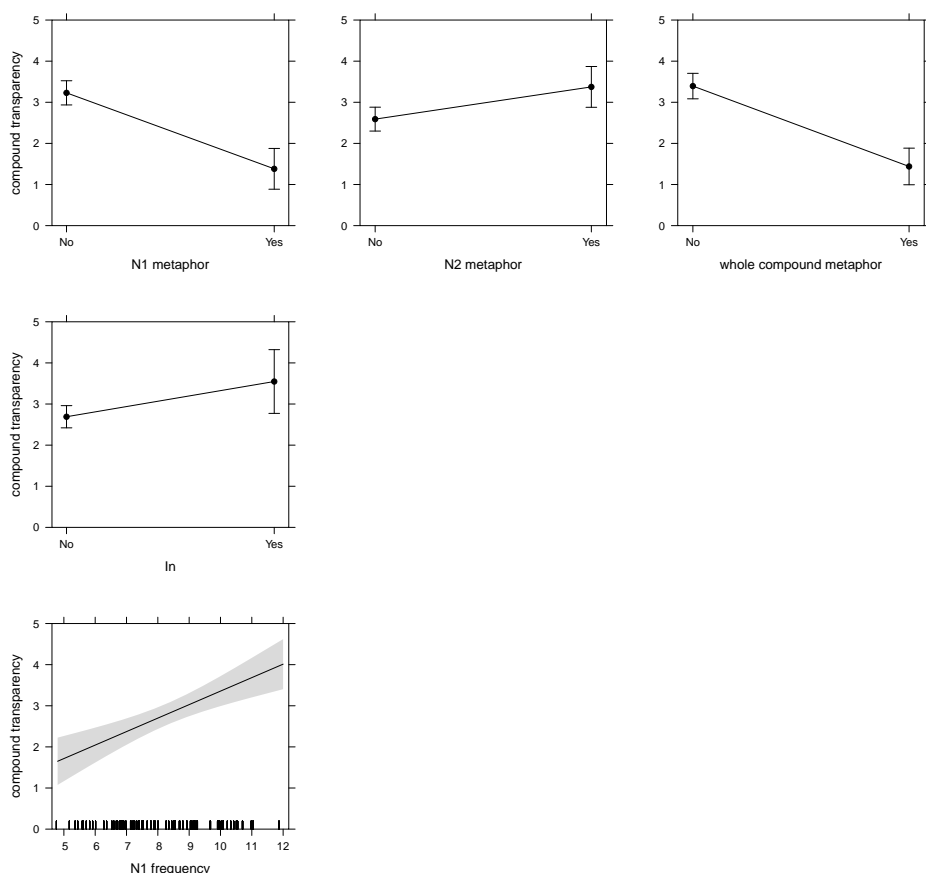 5
4
3
2
1
0
compound transparency
No Yes
N1 metaphor
5
4
3
2
1
0
No Yes
N2 metaphor
5
4
3
2
1
0
No Yes
whole compound metaphor
5
4
3
2
1
0
compound transparency
No Yes
In
5
4
3
2
1
0
compound transparency
5 6 7 8 9 10 11 12
N1 frequency